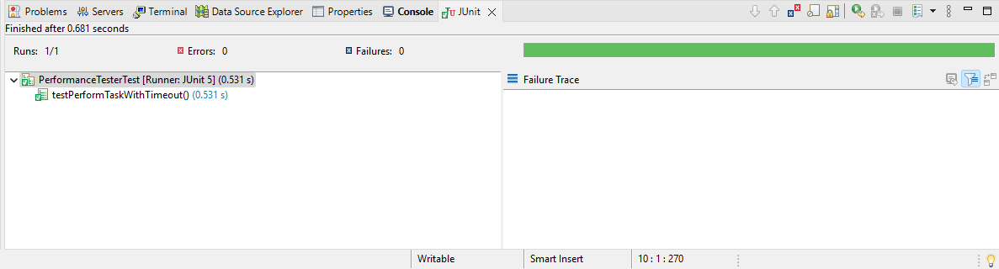 Problems Servers Terminal Data Source Explorer Properties Console JUnit
Finished after 0.681 seconds
Runs: 1/1 Errors: 0 Failures: 0
PerformanceTesterTest [Runner: JUnit 5] (0.531 s)
Failure Trace
testPerformTaskWithTimeout() (0.531 s)
Writable Smart Insert 10 : 1 : 270